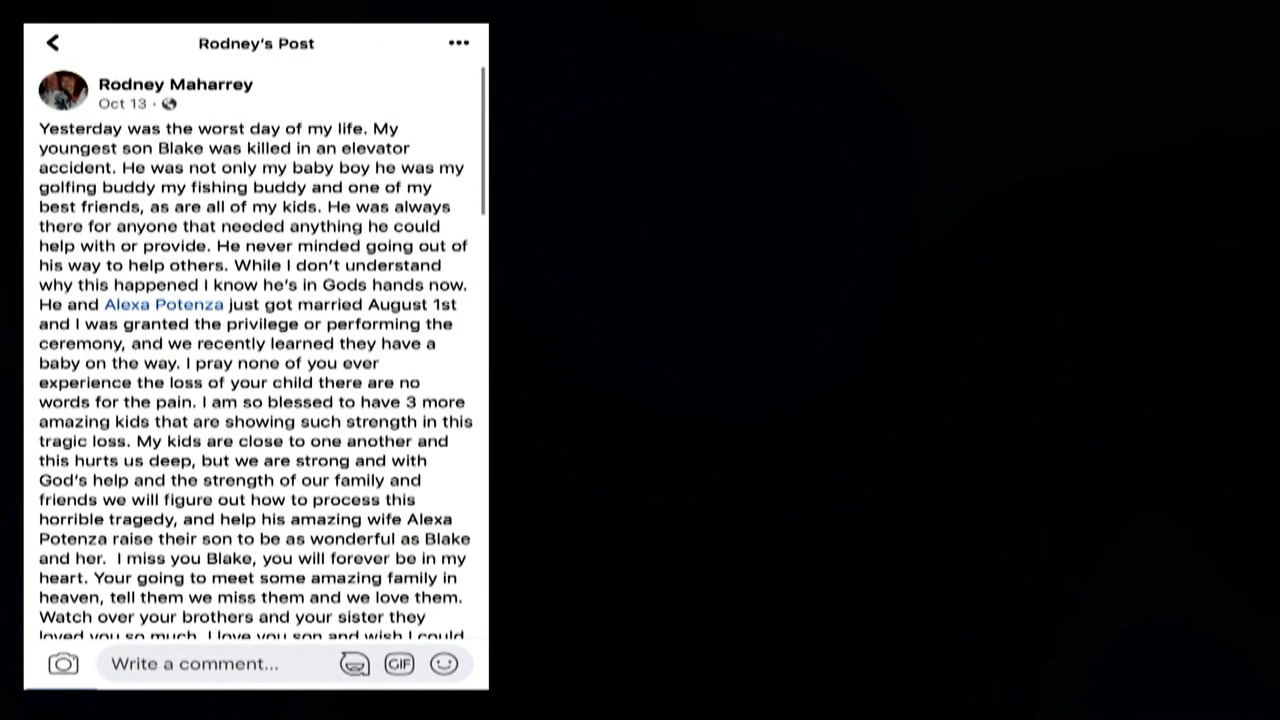 Rodney's Post
Rodney Maharrey
Oct 13 ·
Yesterday was the worst day of my life. My
youngest son Blake was killed in an elevator
accident. He was not only my baby boy he was my
golfing buddy my fishing buddy and one of my
best friends, as are all of my kids. He was always
there for anyone that needed anything he could
help with or provide. He never minded going out of
his way to help others. While I don't understand
why this happened I know he's in Gods hands now.
He and Alexa Potenza just got married August 1st
and I was granted the privilege or performing the
ceremony, and we recently learned they have a
baby on the way. I pray none of you ever
experience the loss of your child there are no
words for the pain. I am so blessed to have 3 more
amazing kids that are showing such strength in this
tragic loss. My kids are close to one another and
this hurts us deep, but we are strong and with
God's help and the strength of our family and
friends we will figure out how to process this
horrible tragedy, and help his amazing wife Alexa
Potenza raise their son to be as wonderful as Blake
and her. I miss you Blake, you will forever be in my
heart. Your going to meet some amazing family in
heaven, tell them we miss them and we love them.
Watch over your brothers and your sister they
loved you so much. I love you son and wish I could
Write a comment...
GIF